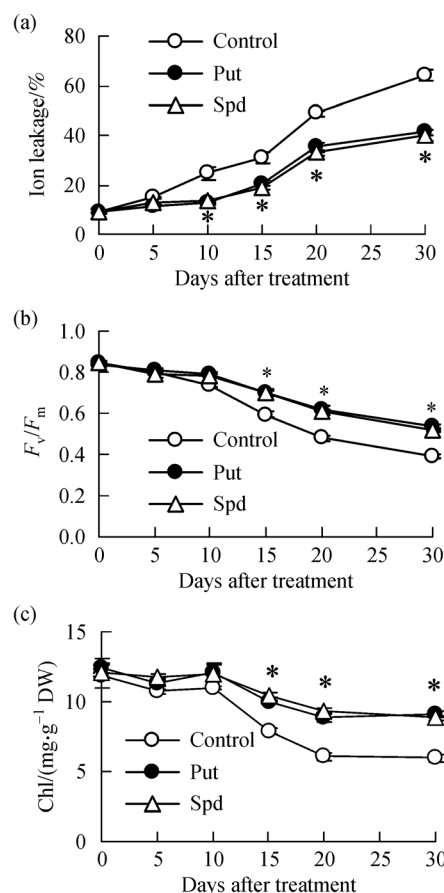 (a)
80
60
40
20
0
Ion leakage/%
Control
Put
Spd
*
*
*
*
0 5 10 15 20 25 30
Days after treatment
(b)
1.0
0.8
0.6
0.4
0.2
0.0
Fv/Fm
*
*
*
Control
Put
Spd
0 5 10 15 20 25 30
Days after treatment
(c)
15
10
5
0
Chl/(mg·g⁻¹ DW)
*
*
*
Control
Put
Spd
0 5 10 15 20 25 30
Days after treatment